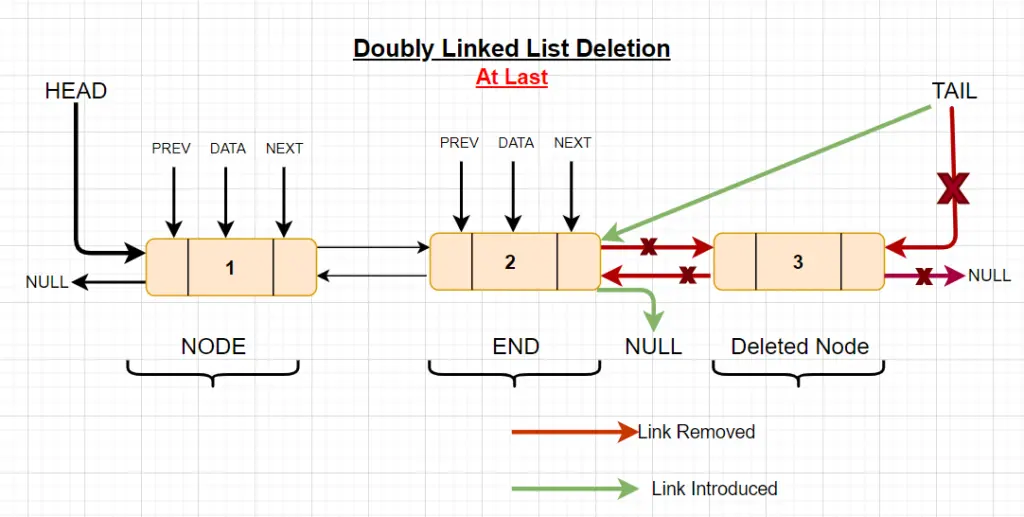 Doubly Linked List Deletion
At Last
HEAD
TAIL
PREV DATA NEXT
PREV DATA NEXT
1
2
3
NULL
NULL
NODE
END
NULL
Deleted Node
Link Removed
Link Introduced